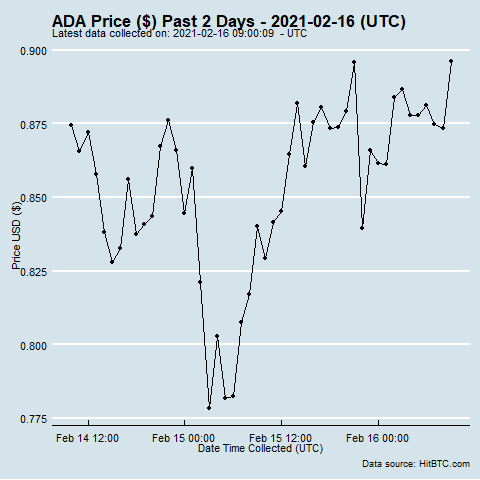 ADA Price ($) Past 2 Days - 2021-02-16 (UTC)
Latest data collected on: 2021-02-16 09:00:09  - UTC
0.900
0.875
0.850
0.825
0.800
0.775
Price USD ($)
Feb 14 12:00
Feb 15 00:00
Feb 15 12:00
Feb 16 00:00
Date Time Collected (UTC)
Data source: HitBTC.com